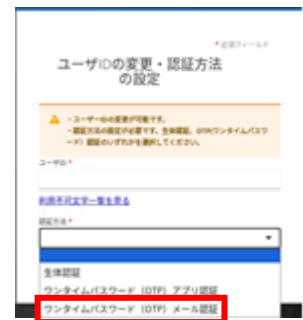 *必須フィールド
ユーザIDの変更・認証方法
の設定
・ユーザーIDの変更が可能です。
・認証方法の設定が必要です。生体認証、OTP(ワンタイムパスワ
ード) 認証のいずれかを選択してください。
ユーザID*
利用不可文字一覧を見る
認証方法*
生体認証
ワンタイムパスワード (OTP) アプリ認証
ワンタイムパスワード (OTP) メール認証